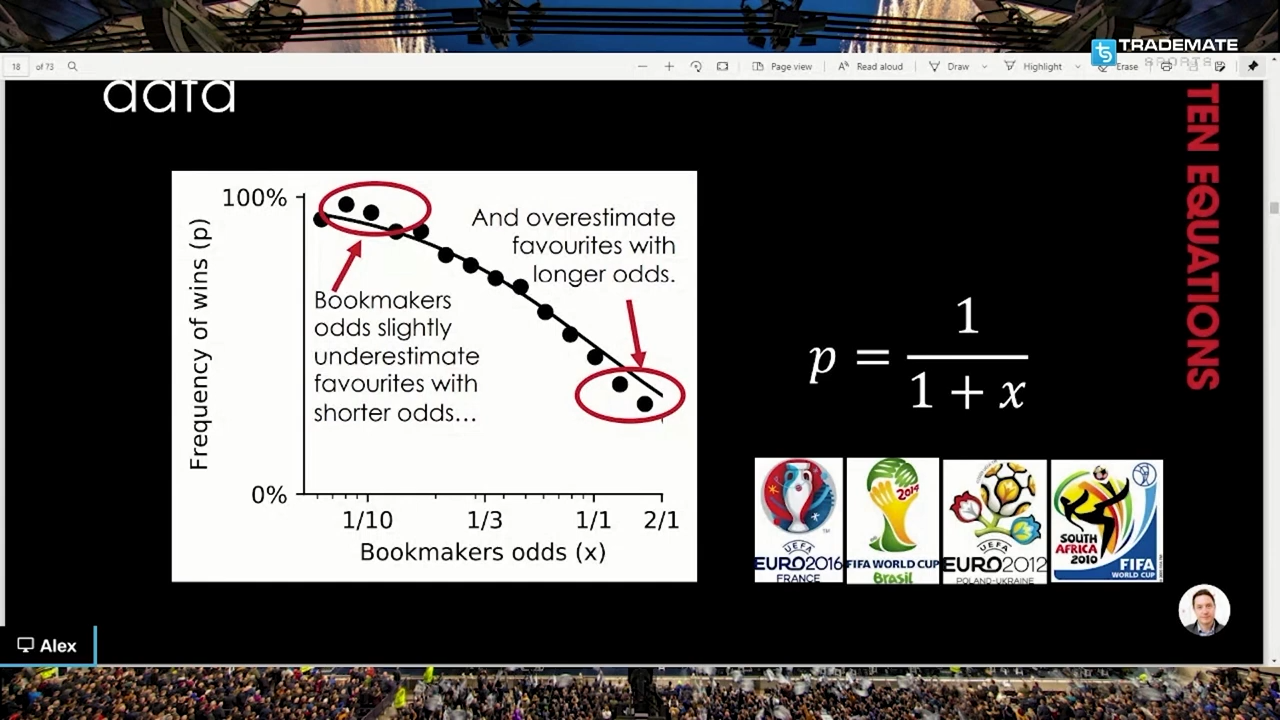 TRADEMATE
SPORTS
18 of 73
Page view
Read aloud
Draw
Highlight
Erase
data
TEN EQUATIONS
100%
0%
Frequency of wins (p)
And overestimate
favourites with
longer odds.
Bookmakers
odds slightly
underestimate
favourites with
shorter odds...
1/10 1/3 1/1 2/1
Bookmakers odds (x)
p = 1 / (1 + x)
UEFA
EURO2016
FRANCE
2014
FIFA WORLD CUP
Brasil
UEFA
EURO2012
POLAND-UKRAINE
SOUTH
AFRICA
2010
FIFA
WORLD CUP
Alex